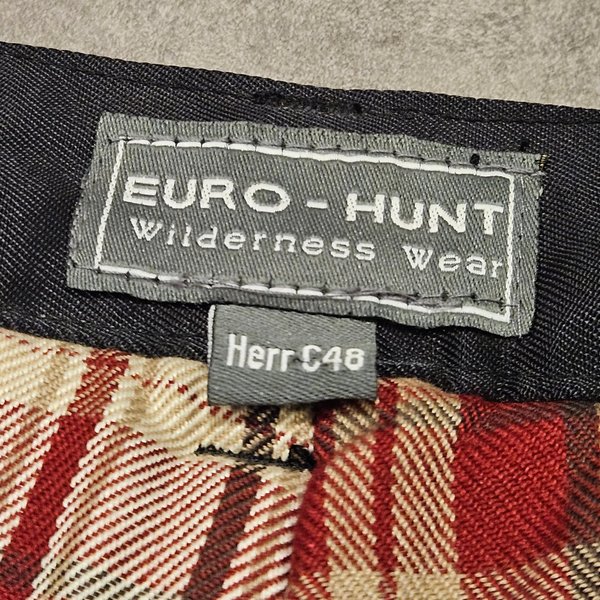 EURO - HUNT
Wilderness Wear
Herr C48